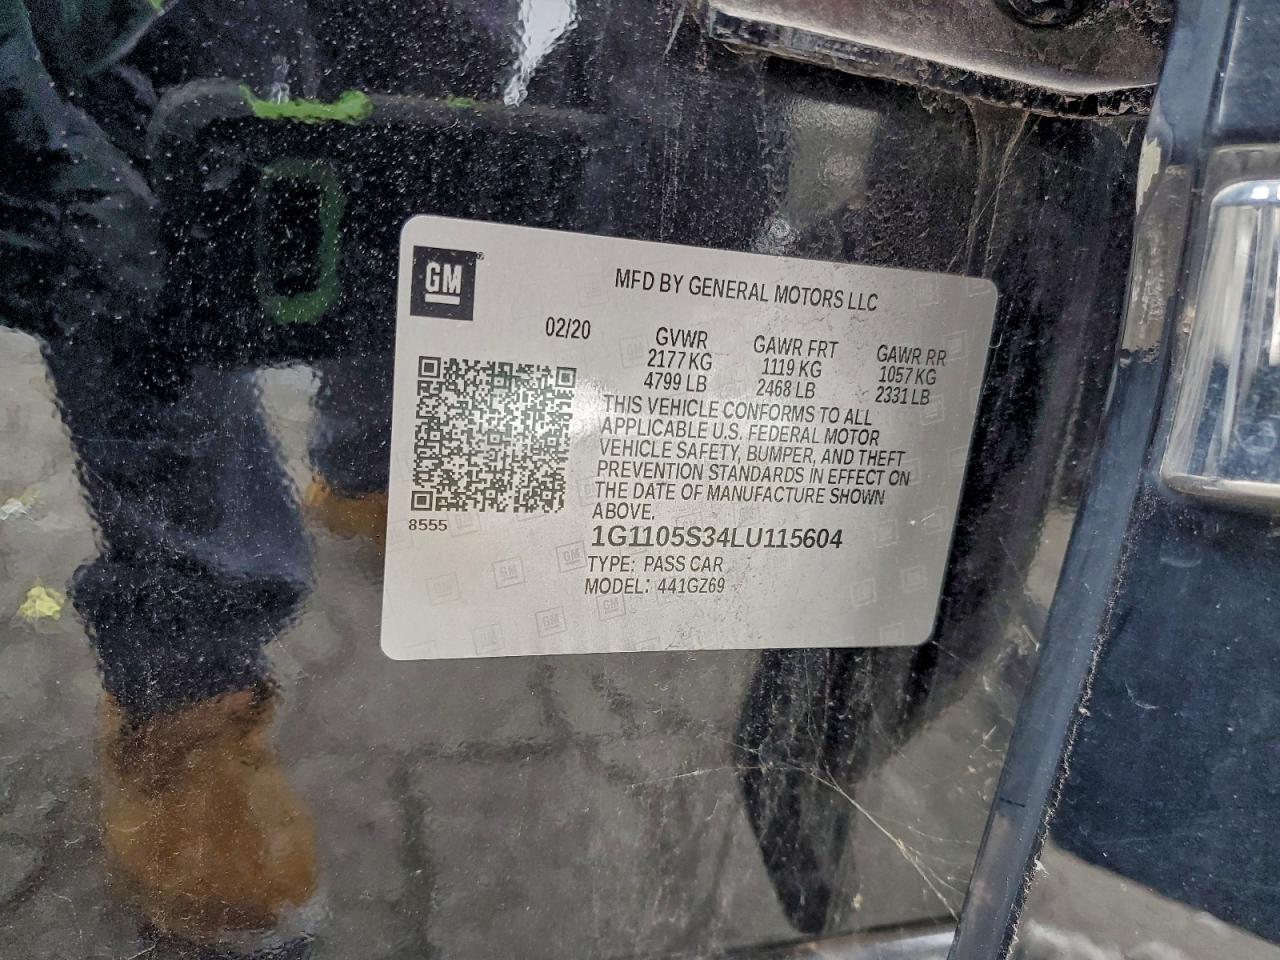 GM
MFD BY GENERAL MOTORS LLC
02/20
GVWR GAWR FRT GAWR RR
2177 KG 1119 KG 1057 KG
4799 LB 2468 LB 2331 LB
THIS VEHICLE CONFORMS TO ALL
APPLICABLE U.S. FEDERAL MOTOR
VEHICLE SAFETY, BUMPER, AND THEFT
PREVENTION STANDARDS IN EFFECT ON
THE DATE OF MANUFACTURE SHOWN
ABOVE.
8555
1G1105S34LU115604
TYPE: PASS CAR
MODEL: 441GZ69